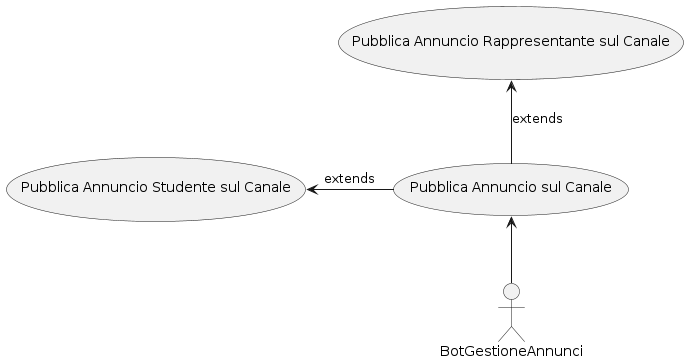 Pubblica Annuncio Rappresentante sul Canale
extends
Pubblica Annuncio Studente sul Canale
extends
Pubblica Annuncio sul Canale
BotGestioneAnnunci